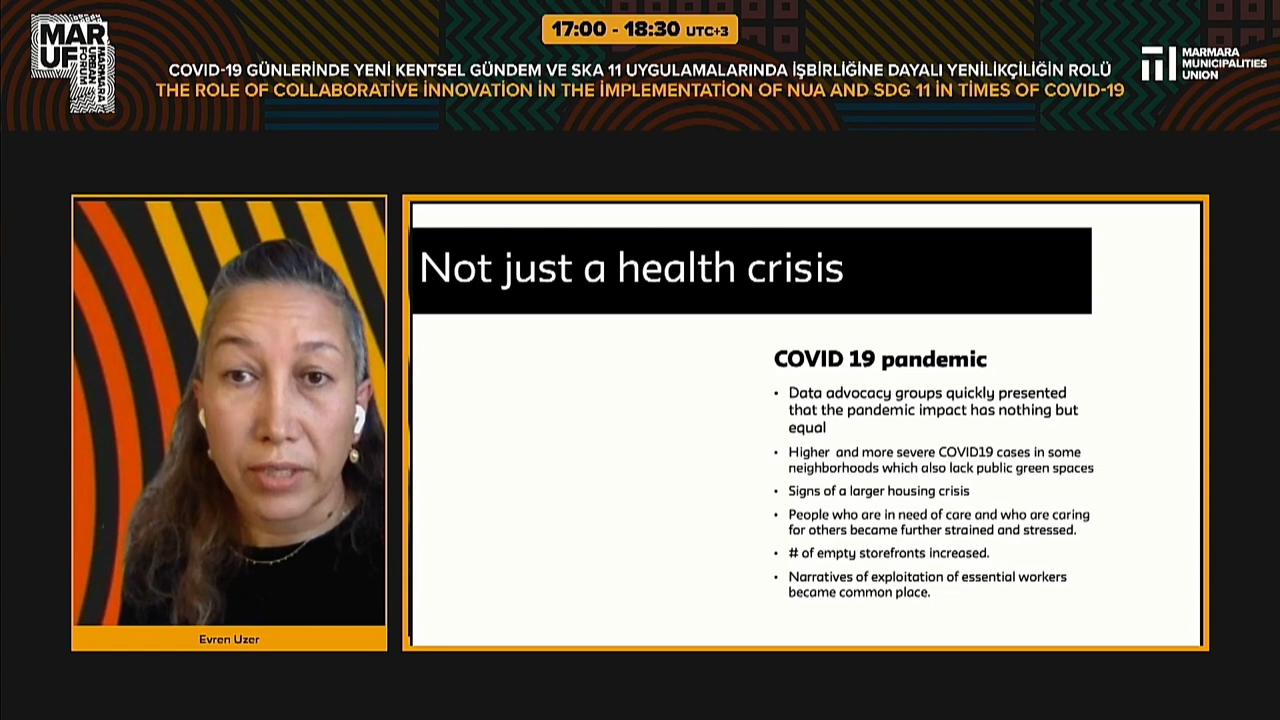 MAR
UF
MARMARA
URBAN
FORUM
17:00 - 18:30 UTC+3
COVID-19 GÜNLERİNDE YENİ KENTSEL GÜNDEM VE SKA 11 UYGULAMALARINDA İŞBİRLİĞİNE DAYALI YENİLİKÇİLİĞİN ROLÜ
THE ROLE OF COLLABORATIVE İNNOVATİON İN THE İMPLEMENTATİON OF NUA AND SDG 11 İN TİMES OF COVID-19
MARMARA
MUNICIPALITIES
UNION
Evren Uzer
Not just a health crisis
COVID 19 pandemic
• Data advocacy groups quickly presented
that the pandemic impact has nothing but
equal
• Higher and more severe COVID19 cases in some
neighborhoods which also lack public green spaces
• Signs of a larger housing crisis
• People who are in need of care and who are caring
for others became further strained and stressed.
• # of empty storefronts increased.
• Narratives of exploitation of essential workers
became common place.